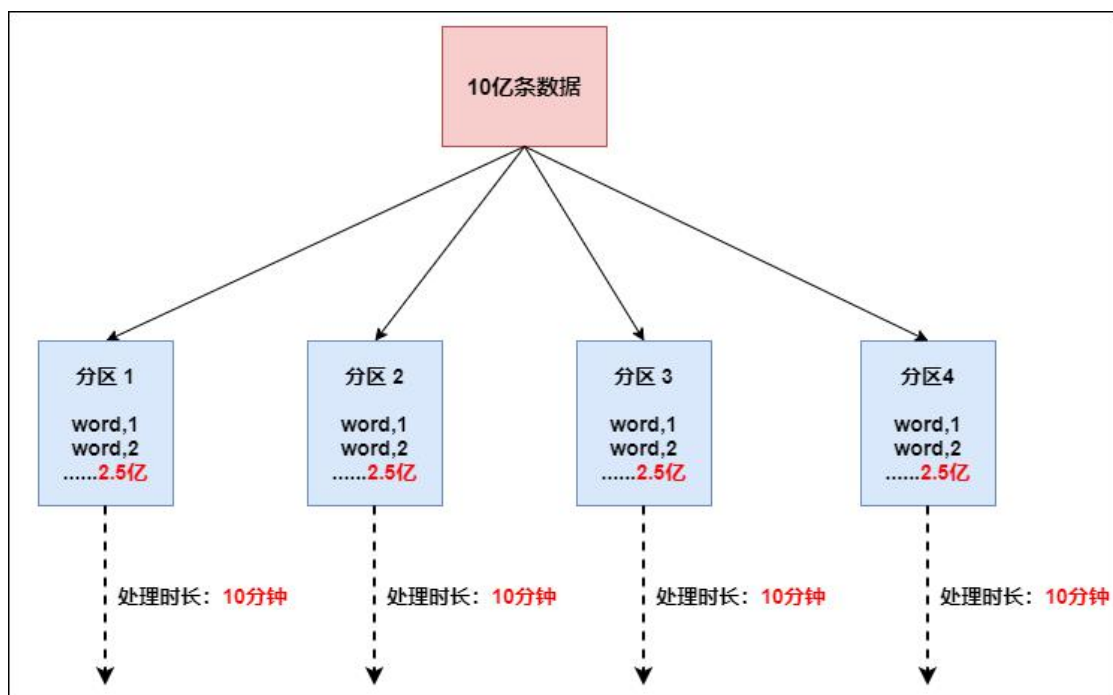 10亿条数据
分区 1
word,1
word,2
......2.5亿
分区 2
word,1
word,2
......2.5亿
分区 3
word,1
word,2
......2.5亿
分区4
word,1
word,2
......2.5亿
处理时长：10分钟
处理时长：10分钟
处理时长：10分钟
处理时长：10分钟